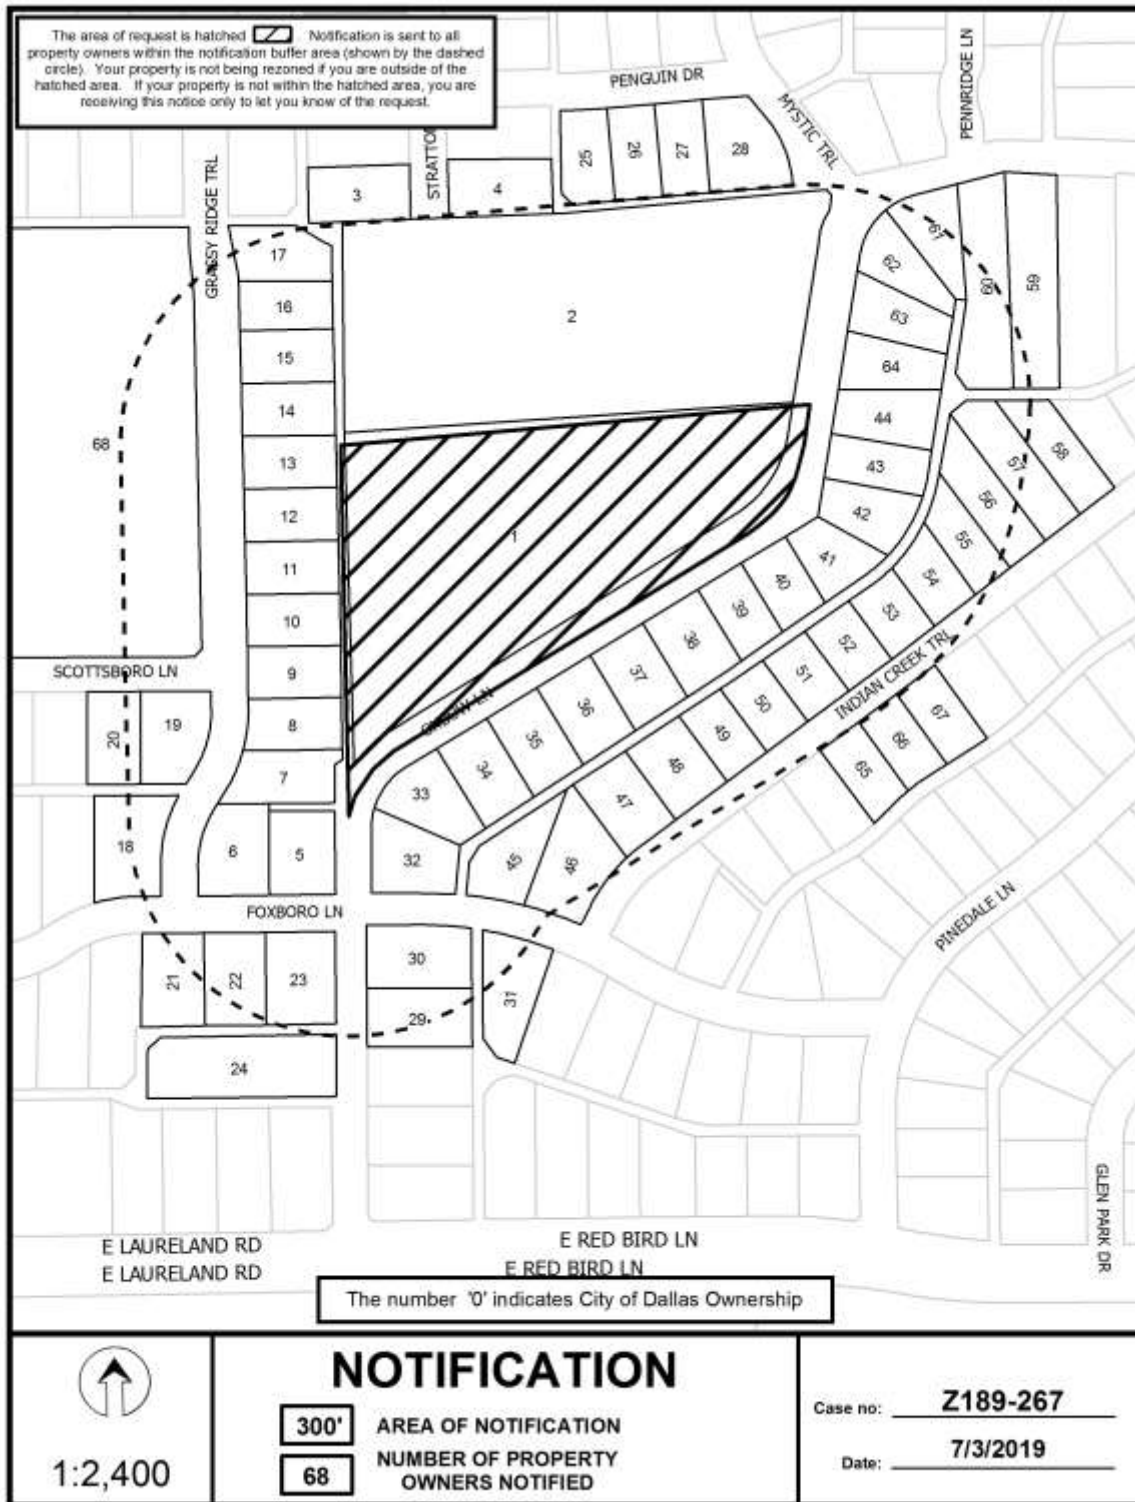 The area of request is hatched Notification is sent to all
property owners within the notification buffer area (shown by the dashed
circle). Your property is not being rezoned if you are outside of the
hatched area. If your property is not within the hatched area, you are
receiving this notice only to let you know of the request.
PENGUIN DR
MYSTIC TRL
PENNRIDGE LN
GRASSY RIDGE TRL
25
26
27
28
3
4
17
61
62
60
59
16
2
63
15
64
14
44
68
13
43
58
57
12
42
56
1
55
11
41
40
54
10
39
53
38
52
9
37
51
SCOTTSBORO LN
INDIAN CREEK TRL
19
20
8
36
50
67
35
49
66
7
34
48
65
33
47
18
6
5
32
45
46
FOXBORO LN
PINEDALE LN
30
21
22
23
31
29
24
GLEN PARK DR
E LAURELAND RD
E RED BIRD LN
E LAURELAND RD
E RED BIRD LN
The number '0' indicates City of Dallas Ownership
1:2,400
NOTIFICATION
300' AREA OF NOTIFICATION
68 NUMBER OF PROPERTY
OWNERS NOTIFIED
Case no: Z189-267
Date: 7/3/2019